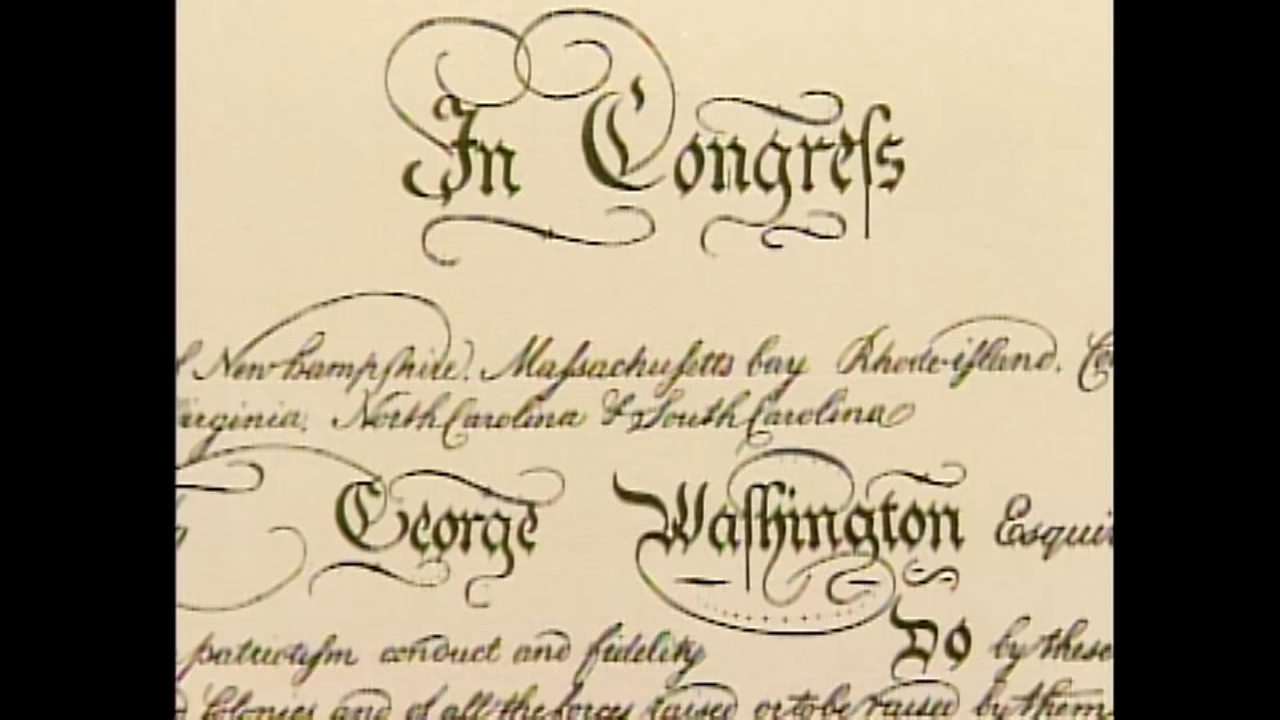 In Congreſs
New hampſhire. Maſsachuſetts bay Rhode-iſland.
Virginia, North Carolina & South Carolina
George Waſhington Esqui
patriotiſm conduct and fidelity Do by these
Colonies and of all the forces raised or to be raised by them